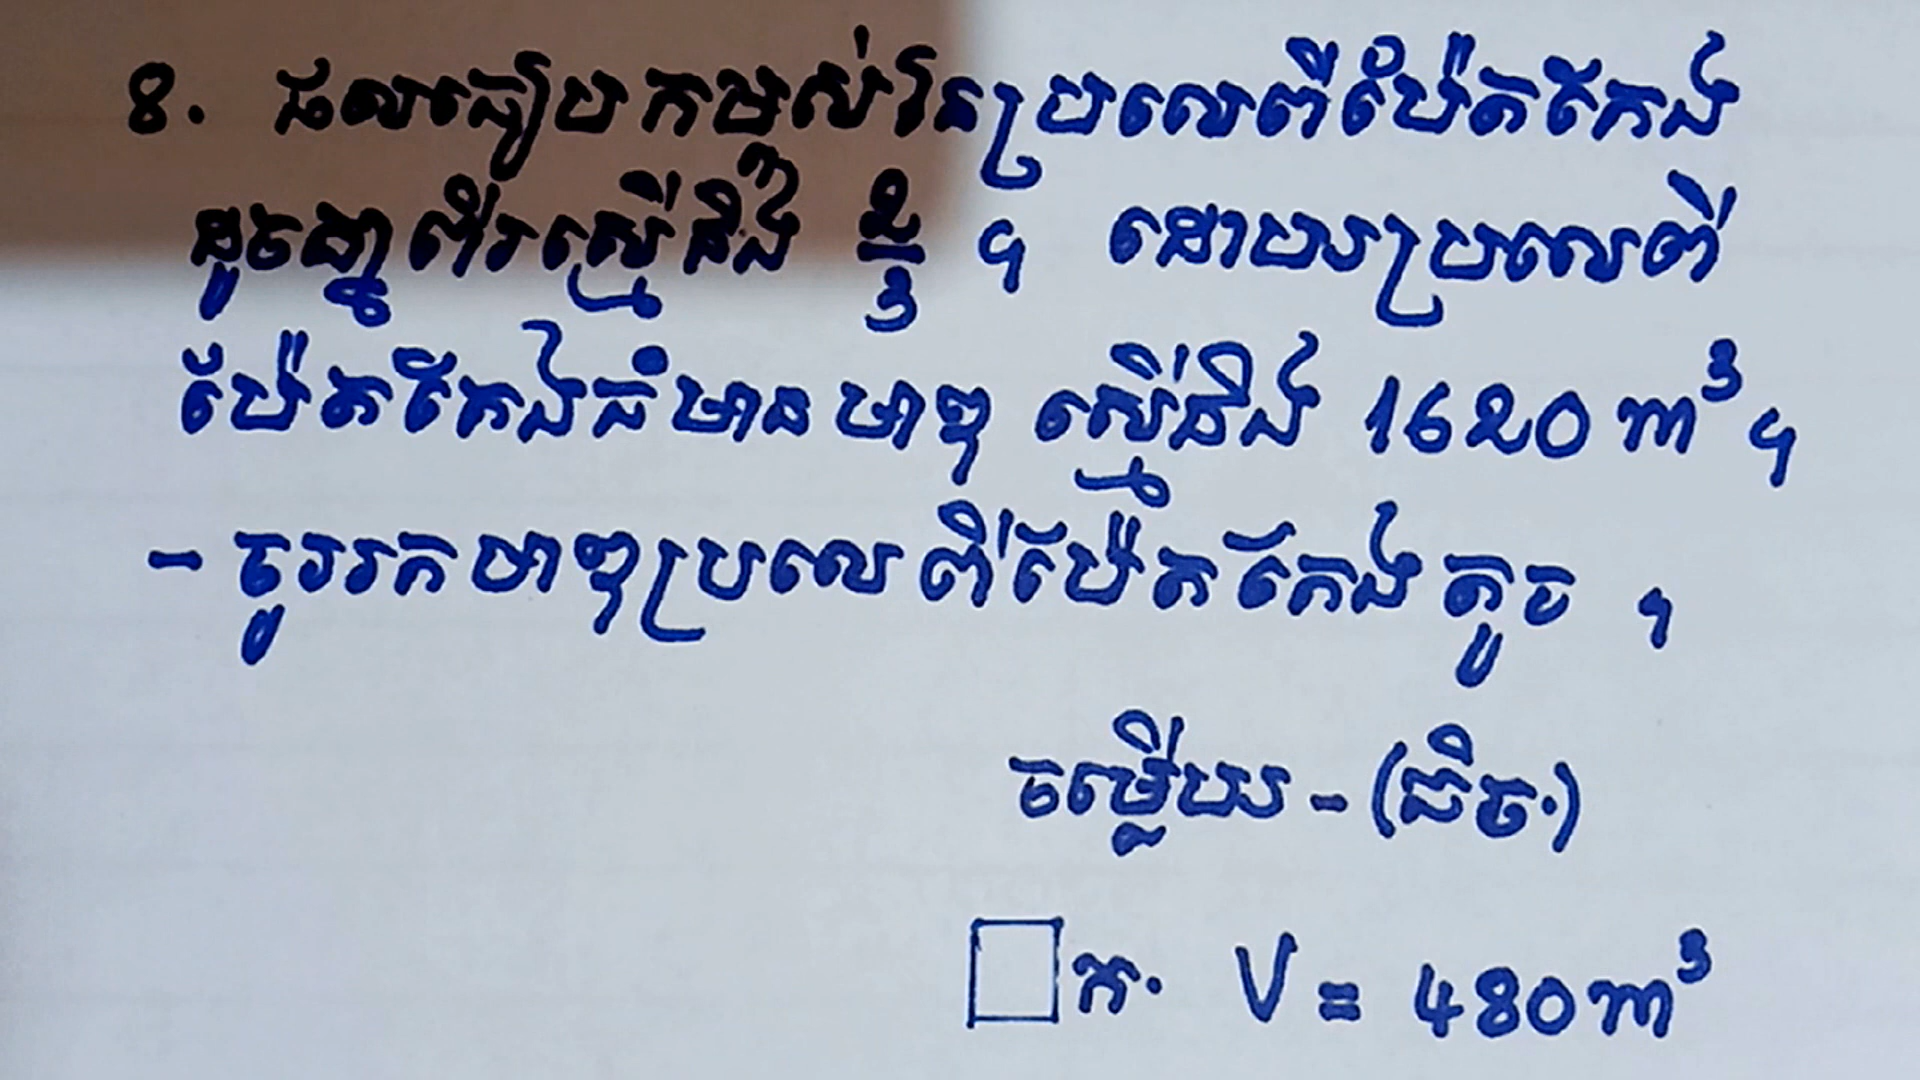 8. ផលធៀបកម្ពស់នៃប្រលេពីប៉ែតកែង
ដូចគ្នាពីរស្មើនឹង 2/3 ។ ដោយប្រលេពី
ប៉ែតកែងធំមានមាឌ ស្មើនឹង 1620 m³ ។
- ចូររកមាឌប្រលេពីប៉ែតកែងតូច ។
ចម្លើយ - (ធិច.)
☐ ក. V = 480 m³